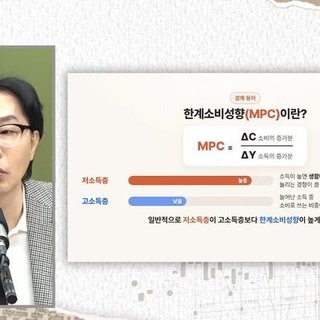 경제 용어
한계소비성향(MPC)이란?
MPC = ΔC 소비의 증가분
ΔY 소득의 증가분
저소득층 높음 소득이 늘면 생활
늘리는 경향이 큼
고소득층 낮음 늘어난 소득 중
소비로 쓰는 비중
일반적으로 저소득층이 고소득층보다 한계소비성향이 높게